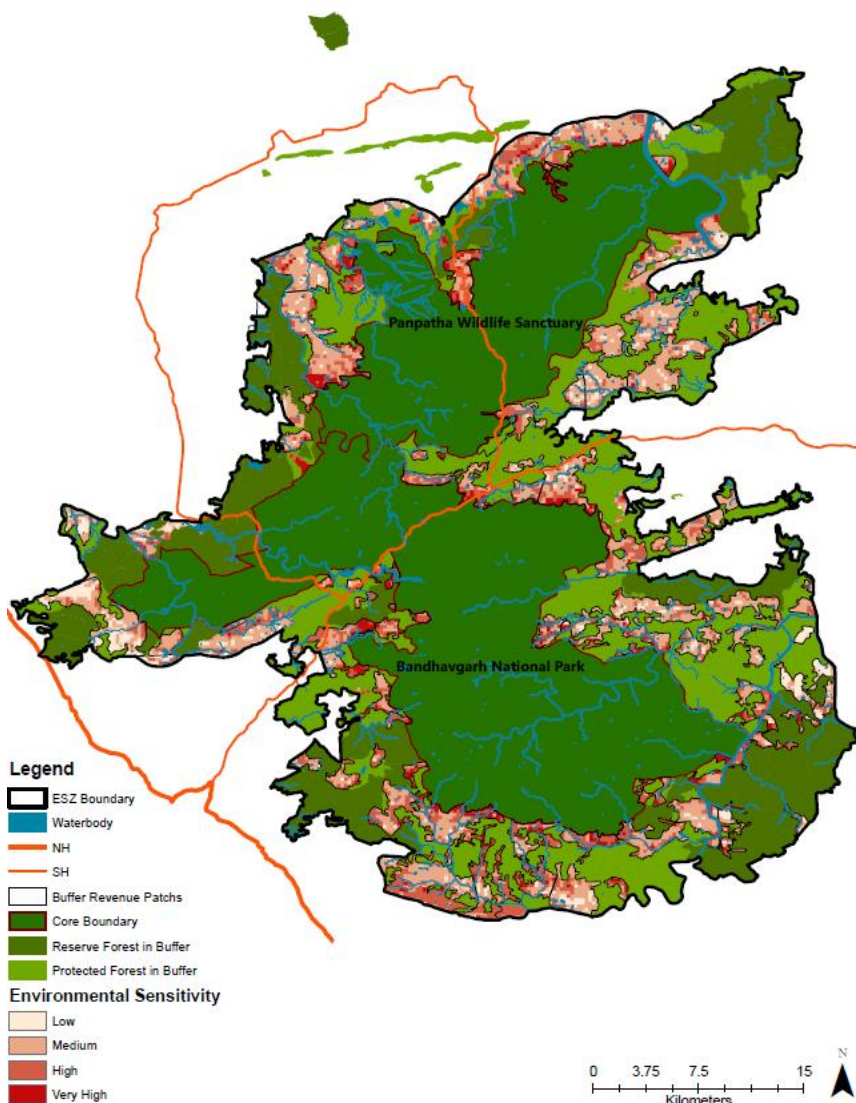 Panpatha Wildlife Sanctuary
Bandhavgarh National Park
Legend
ESZ Boundary
Waterbody
NH
SH
Buffer Revenue Patchs
Core Boundary
Reserve Forest in Buffer
Protected Forest in Buffer
Environmental Sensitivity
Low
Medium
High
Very High
N
0 3.75 7.5 15
Kilometers